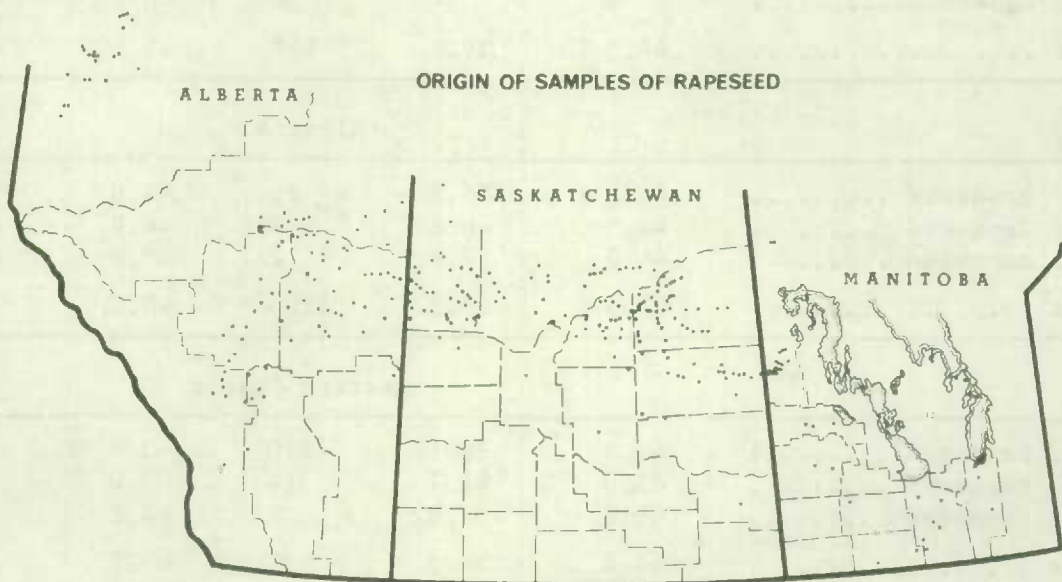 ORIGIN OF SAMPLES OF RAPESEED
ALBERTA
SASKATCHEWAN
MANITOBA